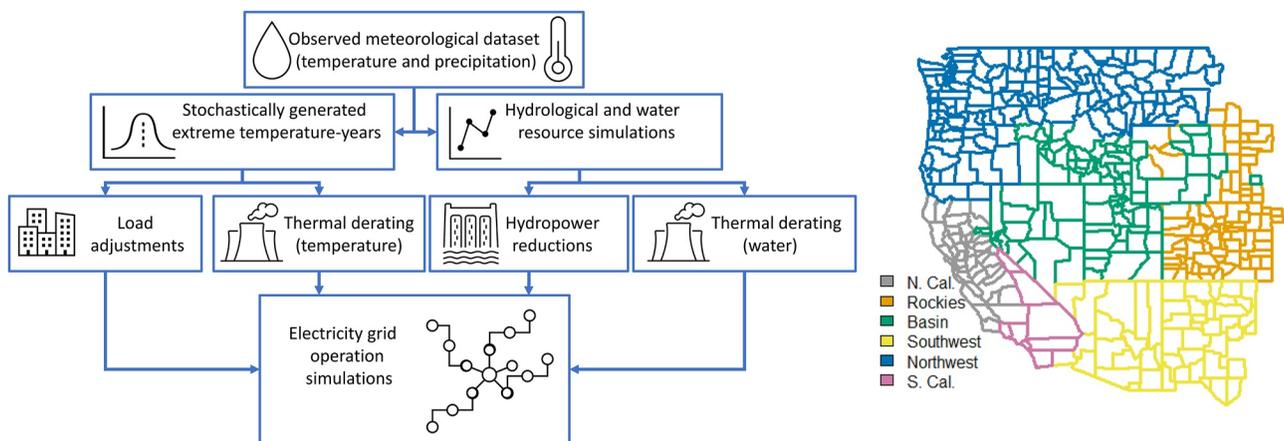 Observed meteorological dataset
(temperature and precipitation)
Stochastically generated
extreme temperature-years
Hydrological and water
resource simulations
Load
adjustments
Thermal derating
(temperature)
Hydropower
reductions
Thermal derating
(water)
Electricity grid
operation
simulations
N. Cal.
Rockies
Basin
Southwest
Northwest
S. Cal.